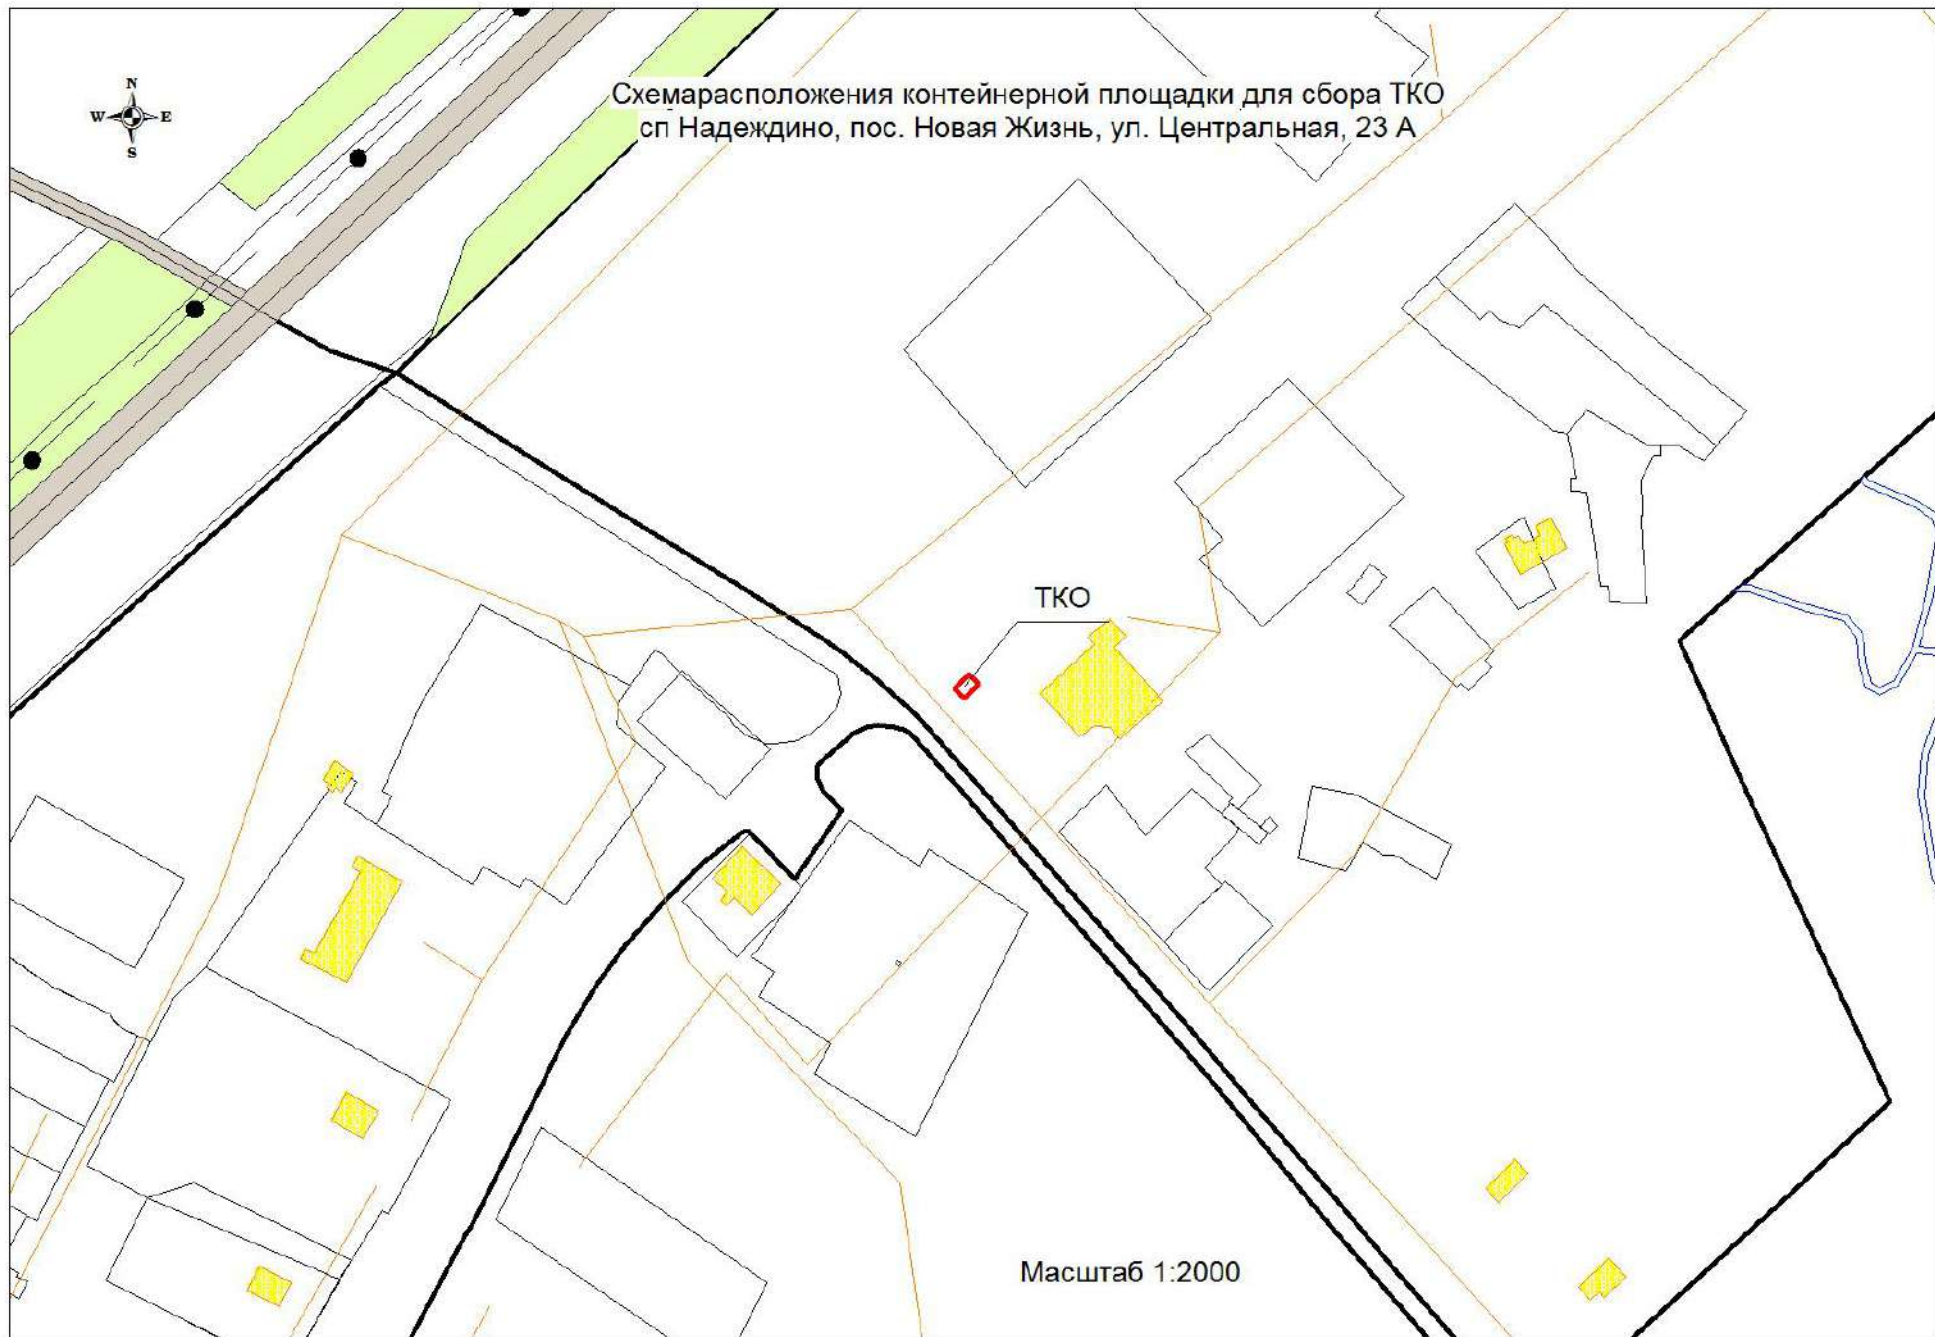 N
W E
S
Схемарасположения контейнерной площадки для сбора ТКО
сп Надеждино, пос. Новая Жизнь, ул. Центральная, 23 А
ТКО
Масштаб 1:2000